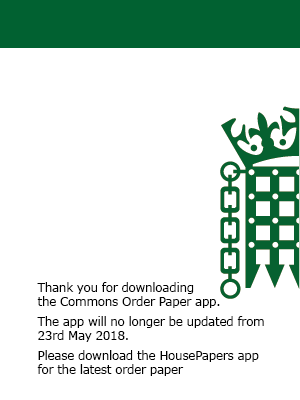 Thank you for downloading
the Commons Order Paper app.
The app will no longer be updated from
23rd May 2018.
Please download the HousePapers app
for the latest order paper